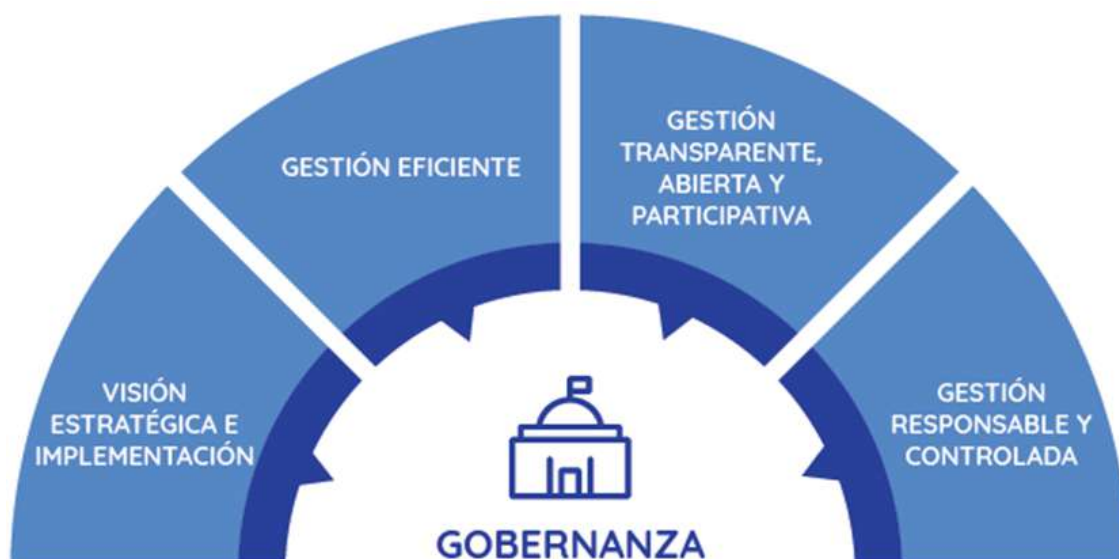 GESTIÓN EFICIENTE
GESTIÓN
TRANSPARENTE,
ABIERTA Y
PARTICIPATIVA
VISIÓN
ESTRATÉGICA E
IMPLEMENTACIÓN
GESTIÓN
RESPONSABLE Y
CONTROLADA
GOBERNANZA